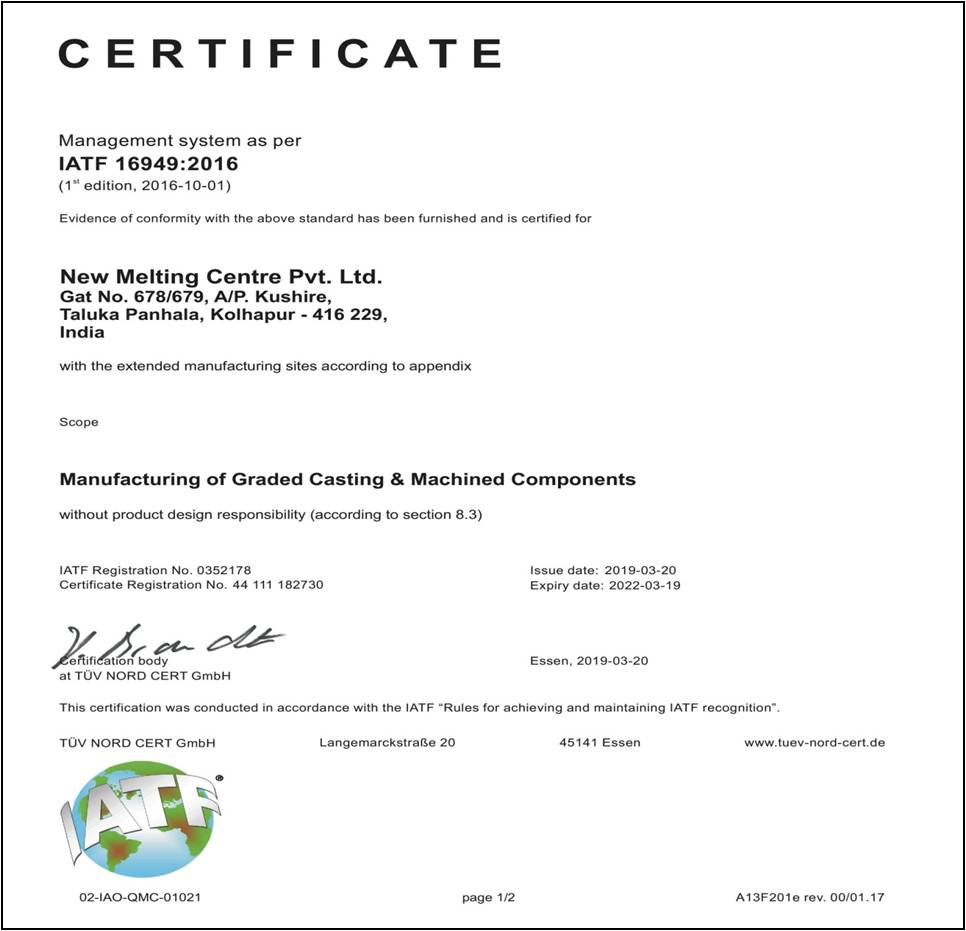 CERTIFICATE
Management system as per
IATF 16949:2016
(1st edition, 2016-10-01)
Evidence of conformity with the above standard has been furnished and is certified for
New Melting Centre Pvt. Ltd.
Gat No. 678/679, A/P. Kushire,
Taluka Panhala, Kolhapur - 416 229,
India
with the extended manufacturing sites according to appendix
Scope
Manufacturing of Graded Casting & Machined Components
without product design responsibility (according to section 8.3)
IATF Registration No. 0352178 Issue date: 2019-03-20
Certificate Registration No. 44 111 182730 Expiry date: 2022-03-19
Certification body Essen, 2019-03-20
at TÜV NORD CERT GmbH
This certification was conducted in accordance with the IATF “Rules for achieving and maintaining IATF recognition”.
TÜV NORD CERT GmbH Langemarckstraße 20 45141 Essen www.tuev-nord-cert.de
IATF®
02-IAO-QMC-01021 page 1/2 A13F201e rev. 00/01.17